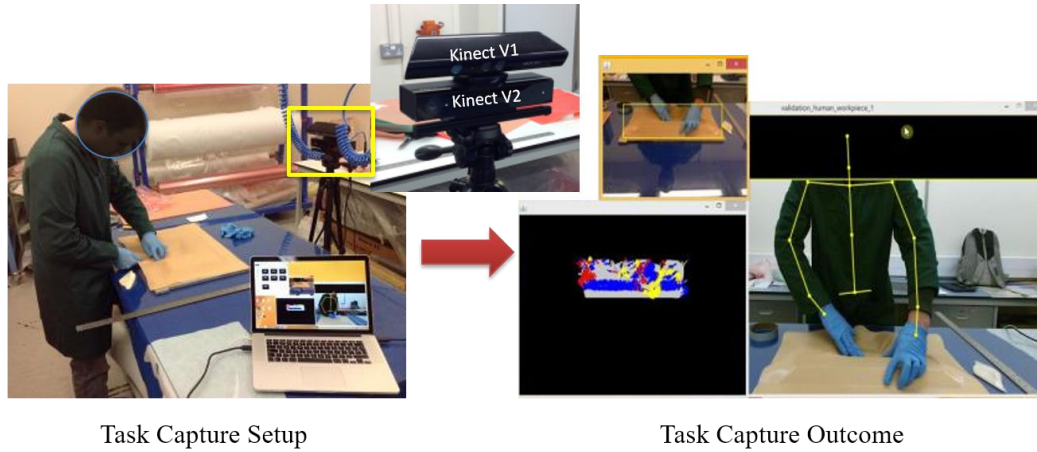 Kinect V1
Kinect V2
validation_human_workpiece_1
Task Capture Setup
Task Capture Outcome